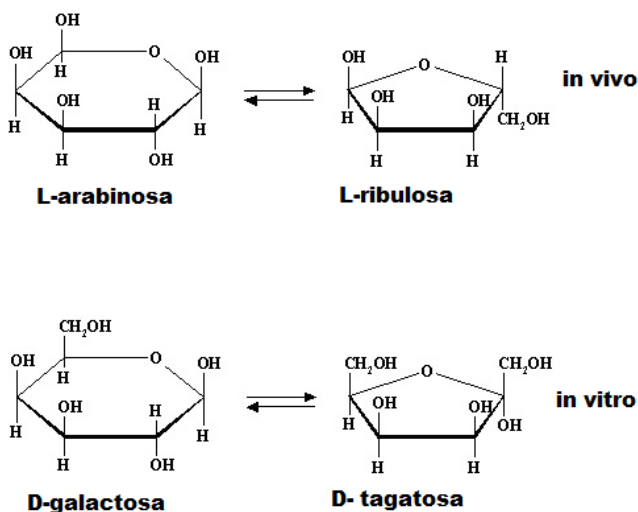 OH
OH O OH
H
OH H
H H
H OH
L-arabinosa
OH H
O
OH OH
H CH₂OH
H H
L-ribulosa
in vivo
CH₂OH
OH O OH
H
OH H
H H
H OH
D-galactosa
CH₂OH CH₂OH
O
OH OH
H OH
H H
D- tagatosa
in vitro